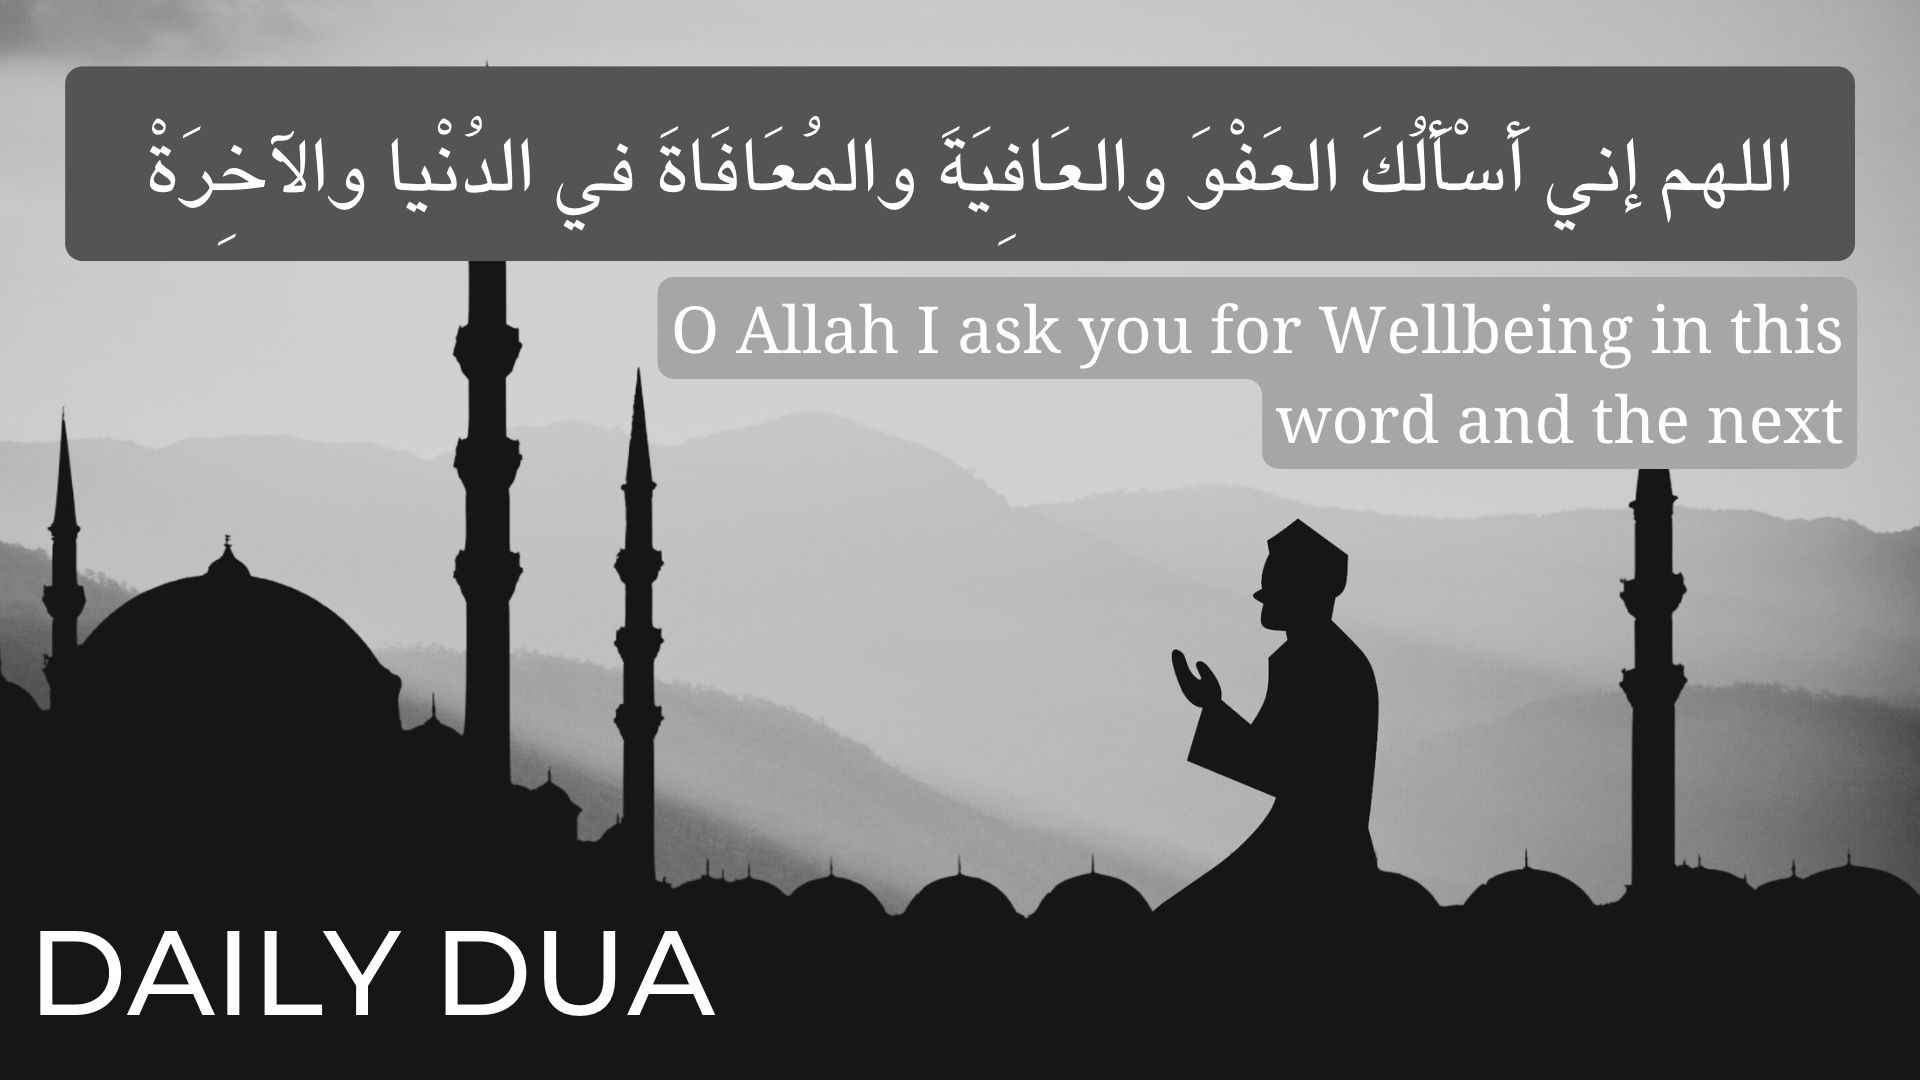 اللهم إني أَسْأَلُكَ العَفْوَ والعَافِيَةَ والمُعَافَاةَ في الدُنْيا والآخِرَةْ
O Allah I ask you for Wellbeing in this
word and the next
DAILY DUA